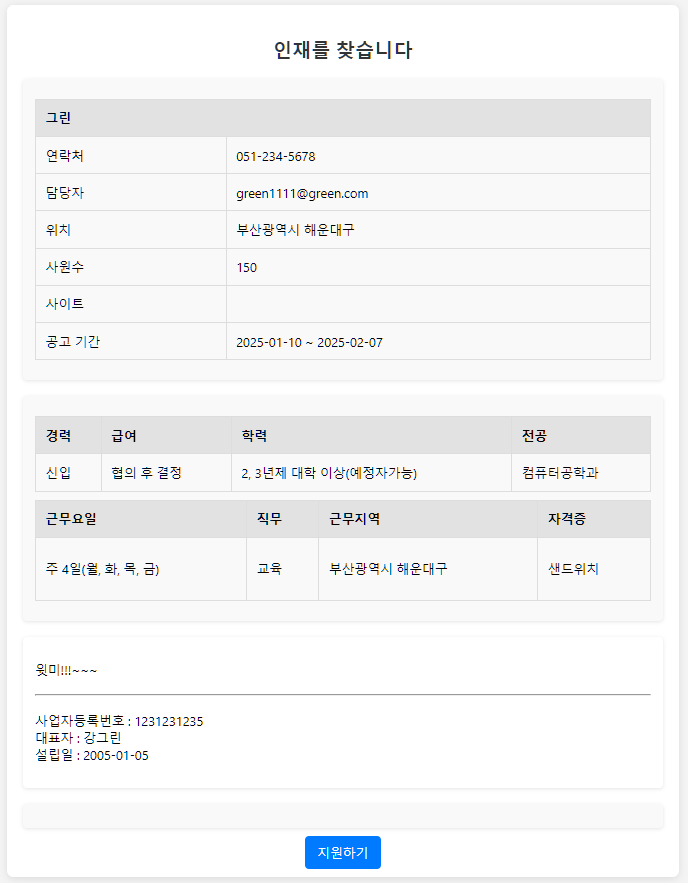 인재를 찾습니다
그린
연락처 051-234-5678
담당자 green1111@green.com
위치 부산광역시 해운대구
사원수 150
사이트
공고 기간 2025-01-10 ~ 2025-02-07
경력 급여 학력 전공
신입 협의 후 결정 2, 3년제 대학 이상(예정자가능) 컴퓨터공학과
근무요일 직무 근무지역 자격증
주 4일(월, 화, 목, 금) 교육 부산광역시 해운대구 샌드위치
윗미!!!~~~
사업자등록번호 : 1231231235
대표자 : 강그린
설립일 : 2005-01-05
지원하기